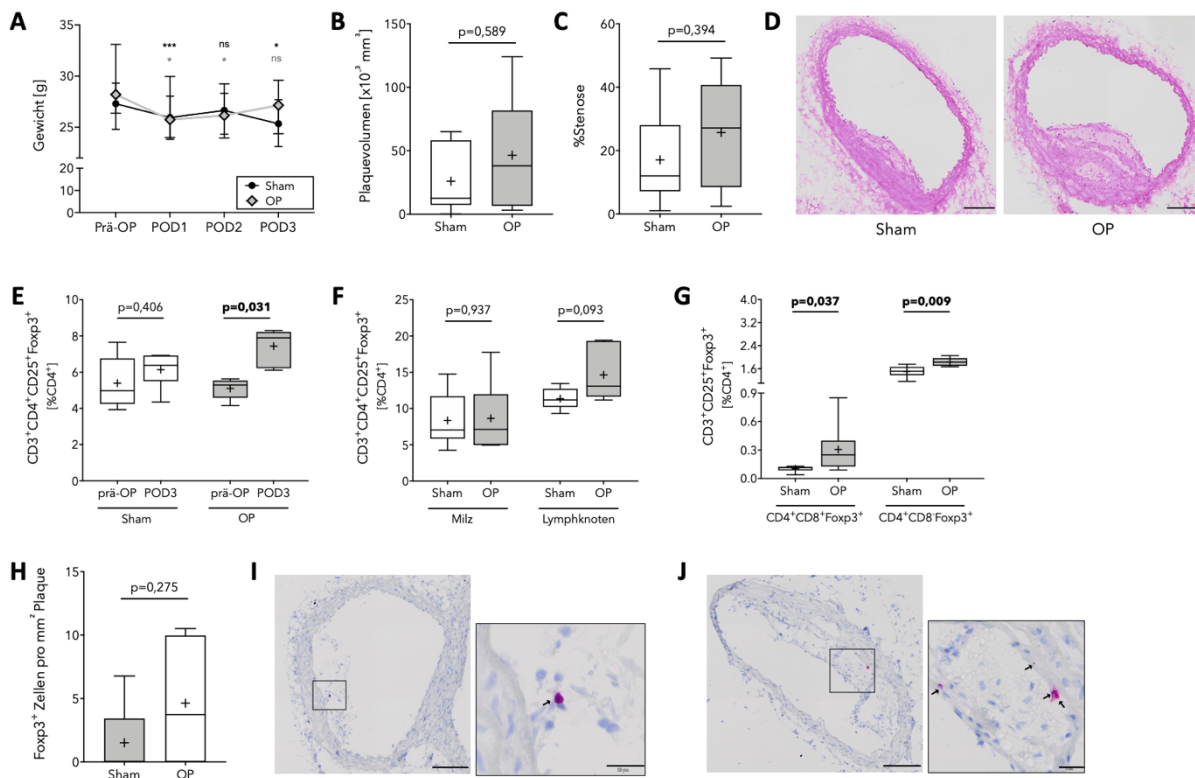 A
Gewicht [g]
35
30
25
20
10
0
***
*
ns
*
*
ns
Sham
OP
Prä-OP POD1 POD2 POD3
B
Plaquevolumen [x10⁻³ mm³]
p=0,589
150
100
50
0
Sham OP
C
%Stenose
p=0,394
60
40
20
0
Sham OP
D
Sham OP
E
CD3⁺CD4⁺CD25⁺Foxp3⁺
[%CD4⁺]
10
8
6
4
2
0
p=0,406 p=0,031
prä-OP POD3 prä-OP POD3
Sham OP
F
CD3⁺CD4⁺CD25⁺Foxp3⁺
[%CD4⁺]
25
20
15
10
5
0
p=0,937 p=0,093
Sham OP Sham OP
Milz Lymphknoten
G
CD3⁺CD25⁺Foxp3⁺
[%CD4⁺]
p=0,037 p=0,009
4.0
2.8
1.6
0.6
0.3
0.0
Sham OP Sham OP
CD4⁺CD8⁺Foxp3⁺ CD4⁺CD8⁻Foxp3⁺
H
Foxp3⁺ Zellen pro mm² Plaque
15
10
5
0
p=0,275
Sham OP
I
J